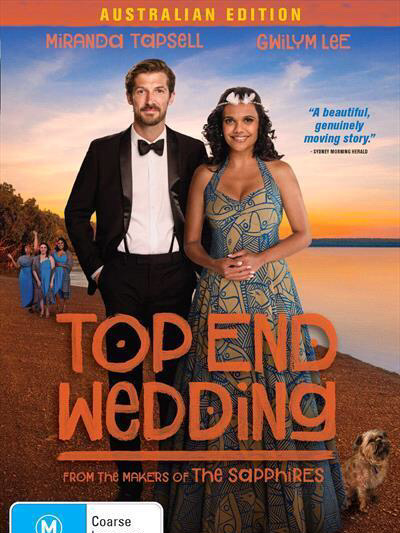 AUSTRALIAN EDITION
MIRANDA TAPSELL GWILYM LEE
“A beautiful,
genuinely
moving story.”
- SYDNEY MORNING HERALD
TOP END
WEDDING
FROM THE MAKERS OF THE SAPPHIRES
M
Coarse